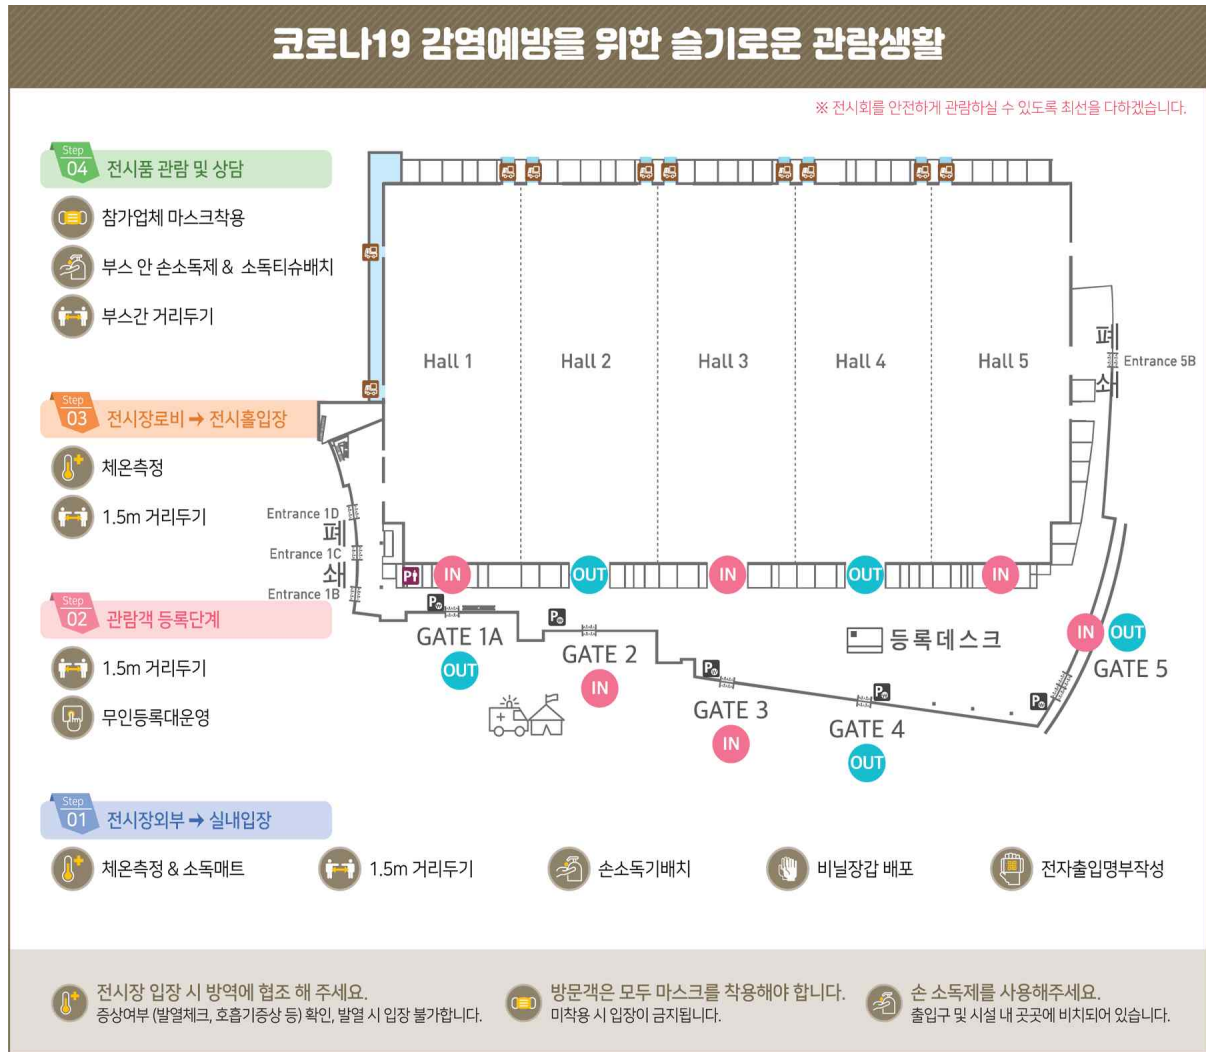 코로나19 감염예방을 위한 슬기로운 관람생활
※ 전시회를 안전하게 관람하실 수 있도록 최선을 다하겠습니다.
Step
04 전시품 관람 및 상담
참가업체 마스크착용
부스 안 손소독제 & 소독티슈배치
부스간 거리두기
Step
03 전시장로비 → 전시홀입장
체온측정
1.5m 거리두기
Step
02 관람객 등록단계
1.5m 거리두기
무인등록대운영
Hall 1
Hall 2
Hall 3
Hall 4
Hall 5
폐
쇄
Entrance 5B
Entrance 1D
폐
Entrance 1C
쇄
Entrance 1B
IN
OUT
IN
OUT
IN
GATE 1A
OUT
GATE 2
IN
GATE 3
IN
GATE 4
OUT
등록데스크
IN OUT
GATE 5
Step
01 전시장외부 → 실내입장
체온측정 & 소독매트
1.5m 거리두기
손소독기배치
비닐장갑 배포
전자출입명부작성
전시장 입장 시 방역에 협조 해 주세요.
증상여부 (발열체크, 호흡기증상 등) 확인, 발열 시 입장 불가합니다.
방문객은 모두 마스크를 착용해야 합니다.
미착용 시 입장이 금지됩니다.
손 소독제를 사용해주세요.
출입구 및 시설 내 곳곳에 비치되어 있습니다.